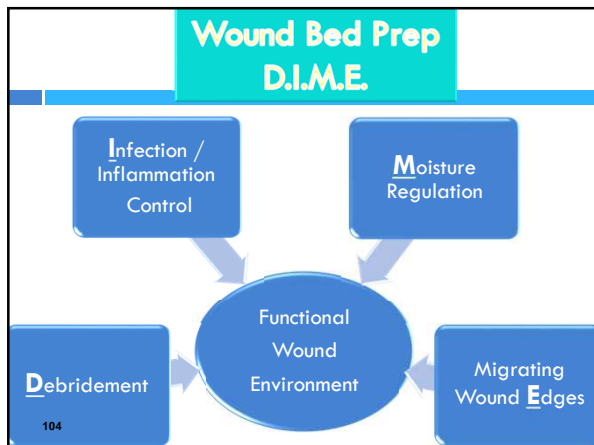 Wound Bed Prep
D.I.M.E.
Infection /
Inflammation
Control
Moisture
Regulation
Functional
Wound
Environment
Debridement
Migrating
Wound Edges
104